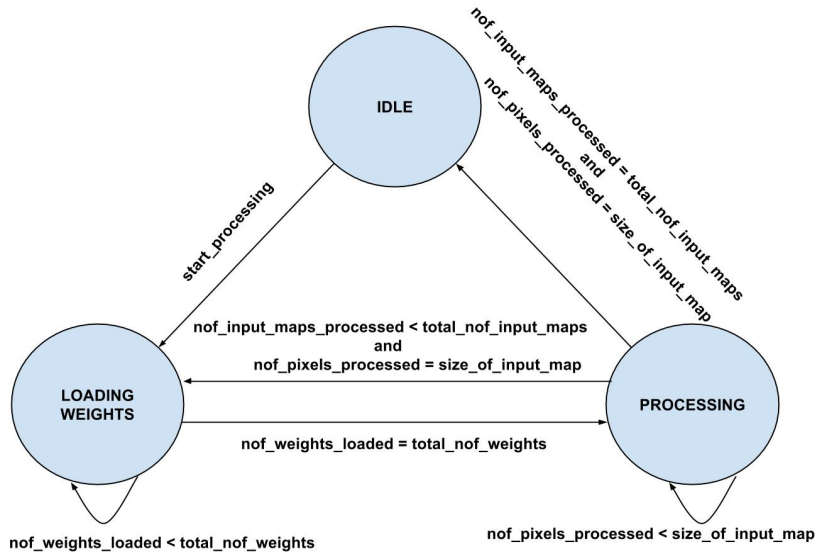 nof_input_maps_processed = total_nof_input_maps
and
nof_pixels_processed = size_of_input_map
IDLE
start_processing
nof_input_maps_processed < total_nof_input_maps
and
nof_pixels_processed = size_of_input_map
LOADING
WEIGHTS
PROCESSING
nof_weights_loaded = total_nof_weights
nof_weights_loaded < total_nof_weights
nof_pixels_processed < size_of_input_map